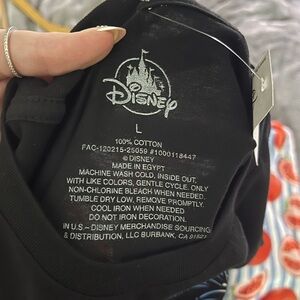 Disney
L
100% COTTON
FAC-120215-25059 #1000118447
© DISNEY
MADE IN EGYPT
MACHINE WASH COLD. INSIDE OUT.
WITH LIKE COLORS, GENTLE CYCLE. ONLY
NON-CHLORINE BLEACH WHEN NEEDED.
TUMBLE DRY LOW, REMOVE PROMPTLY.
COOL IRON WHEN NEEDED
DO NOT IRON DECORATION.
IN U.S – DISNEY MERCHANDISE SOURCING
& DISTRIBUTION, LLC BURBANK, CA